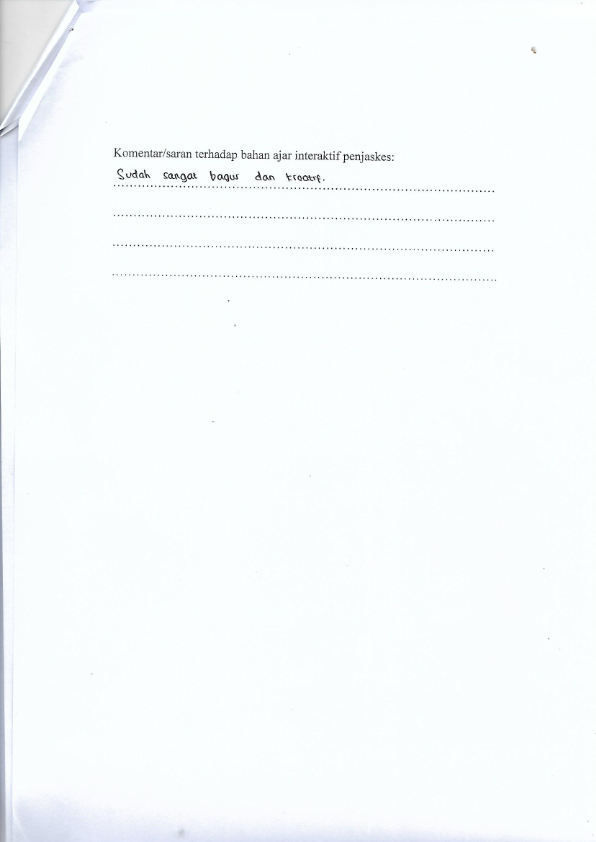 Komentar/saran terhadap bahan ajar interaktif penjaskes:
Sudah sangat bagus dan kreatif.